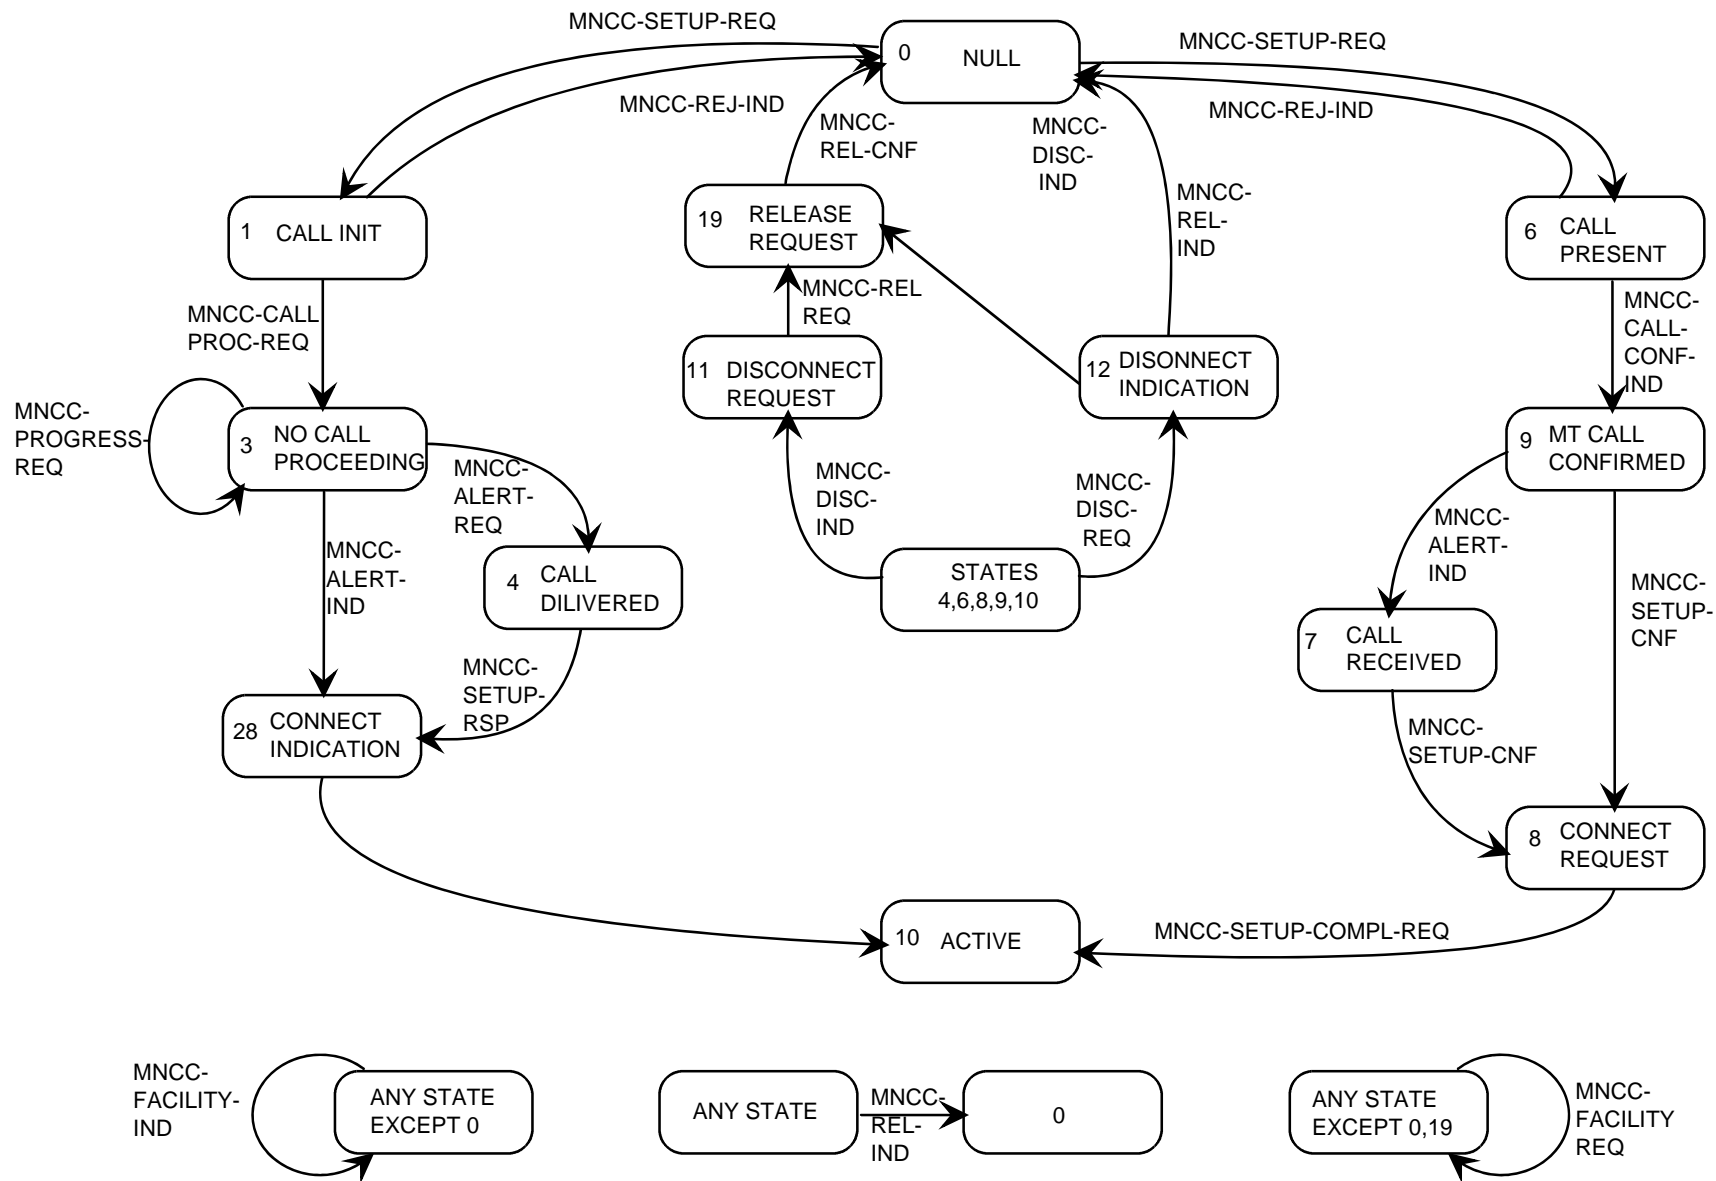 MNCC-SETUP-REQ
0 NULL
MNCC-SETUP-REQ
MNCC-REJ-IND
MNCC-REJ-IND
MNCC-
REL-CNF
MNCC-
DISC-
IND
MNCC-
REL-
IND
1 CALL INIT
19 RELEASE
REQUEST
6 CALL
PRESENT
MNCC-CALL
PROC-REQ
MNCC-REL
REQ
MNCC-
CALL-
CONF-
IND
11 DISCONNECT
REQUEST
12 DISONNECT
INDICATION
MNCC-
PROGRESS-
REQ
3 NO CALL
PROCEEDING
9 MT CALL
CONFIRMED
MNCC-
ALERT-
REQ
MNCC-
DISC-
IND
MNCC-
DISC-
REQ
MNCC-
ALERT-
IND
MNCC-
ALERT-
IND
4 CALL
DILIVERED
STATES
4,6,8,9,10
MNCC-
SETUP-
CNF
7 CALL
RECEIVED
MNCC-
SETUP-
RSP
28 CONNECT
INDICATION
MNCC-
SETUP-CNF
8 CONNECT
REQUEST
10 ACTIVE
MNCC-SETUP-COMPL-REQ
MNCC-
FACILITY-
IND
ANY STATE
EXCEPT 0
ANY STATE
MNCC-
REL-
IND
0
ANY STATE
EXCEPT 0,19
MNCC-
FACILITY
REQ